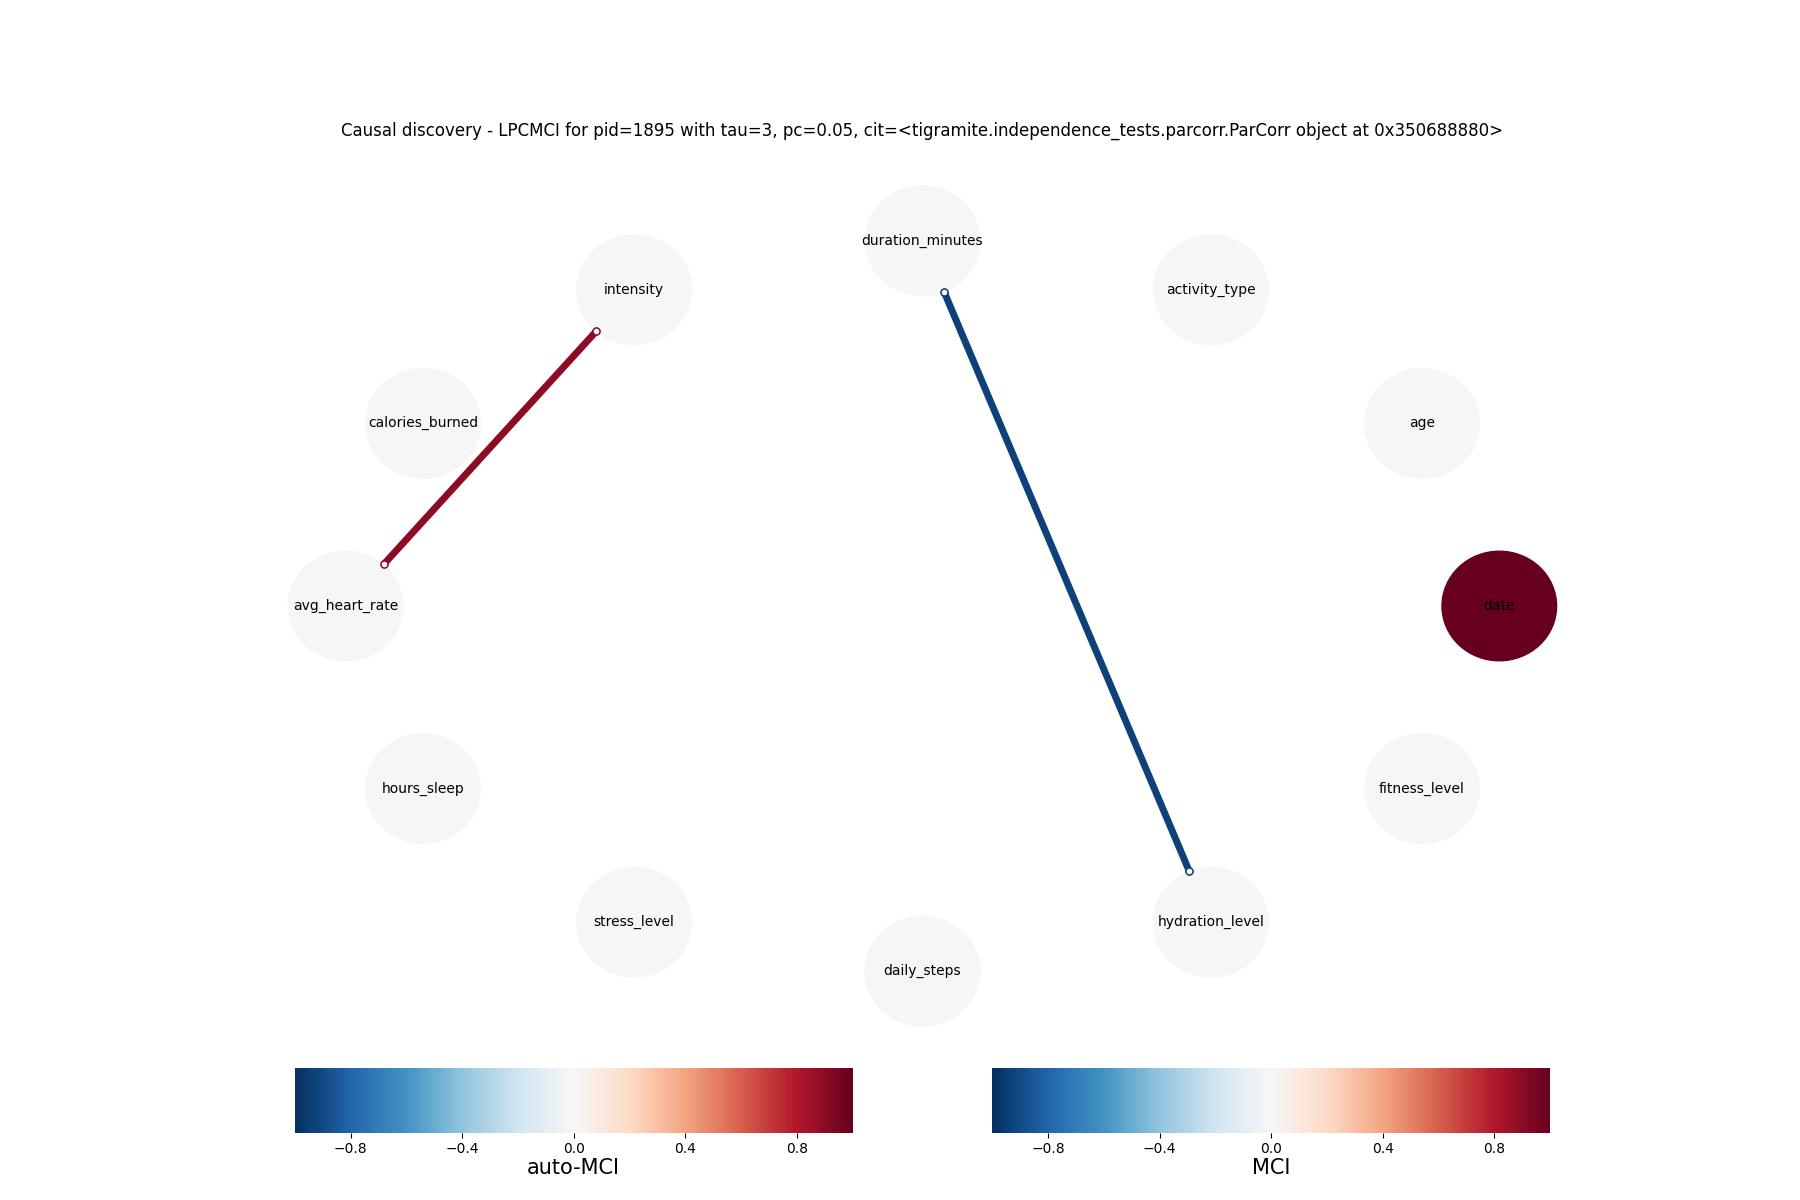 Causal discovery - LPCMCI for pid=1895 with tau=3, pc=0.05, cit=<tigramite.independence_tests.parcorr.ParCorr object at 0x350688880>
duration_minutes
intensity
activity_type
calories_burned
age
avg_heart_rate
date
hours_sleep
fitness_level
stress_level
hydration_level
daily_steps
−0.8 −0.4 0.0 0.4 0.8
auto-MCI
−0.8 −0.4 0.0 0.4 0.8
MCI